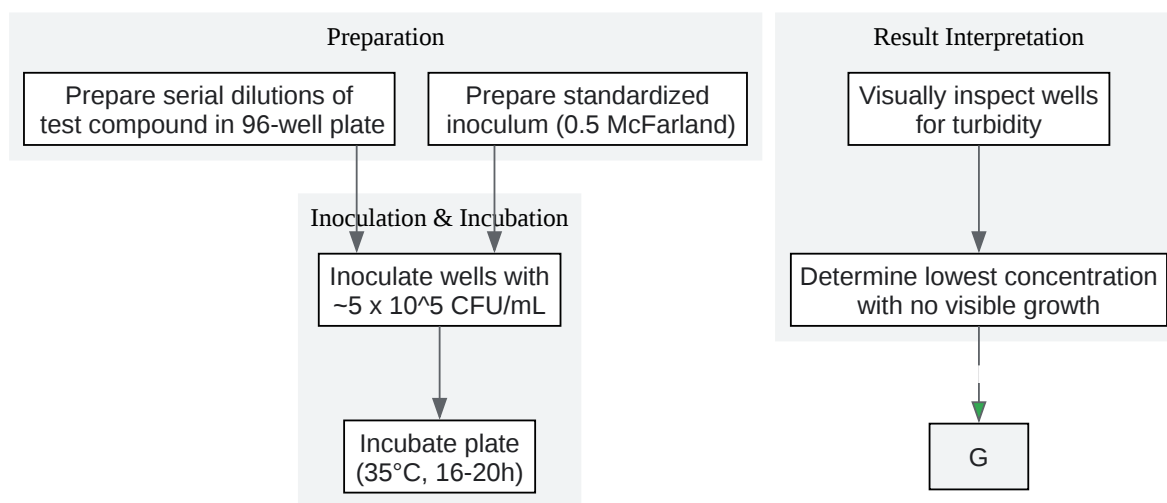 Preparation
Prepare serial dilutions of
test compound in 96-well plate
Prepare standardized
inoculum (0.5 McFarland)
Inoculation & Incubation
Inoculate wells with
~5 x 10^5 CFU/mL
Incubate plate
(35°C, 16-20h)
Result Interpretation
Visually inspect wells
for turbidity
Determine lowest concentration
with no visible growth
G